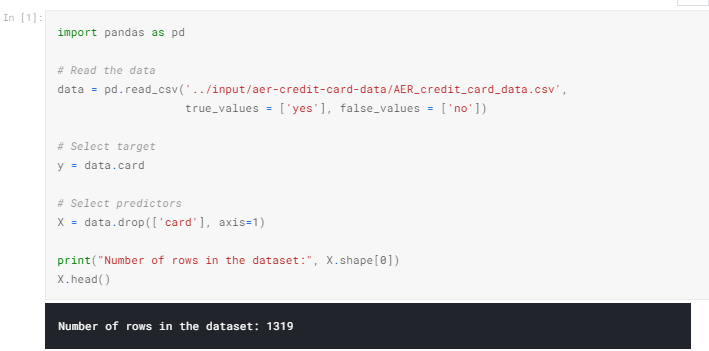 In [1]:
import pandas as pd
# Read the data
data = pd.read_csv('../input/aer-credit-card-data/AER_credit_card_data.csv',
                   true_values = ['yes'], false_values = ['no'])
# Select target
y = data.card
# Select predictors
X = data.drop(['card'], axis=1)
print("Number of rows in the dataset:", X.shape[0])
X.head()
Number of rows in the dataset: 1319